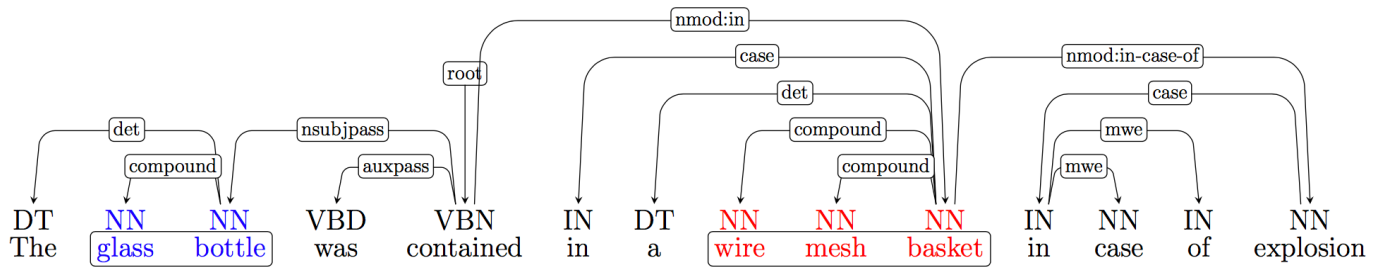 nmod:in
case nmod:in-case-of
root
det case
det nsubjpass compound mwe
compound auxpass compound mwe
DT NN NN VBD VBN IN DT NN NN NN IN NN IN NN
The glass bottle was contained in a wire mesh basket in case of explosion